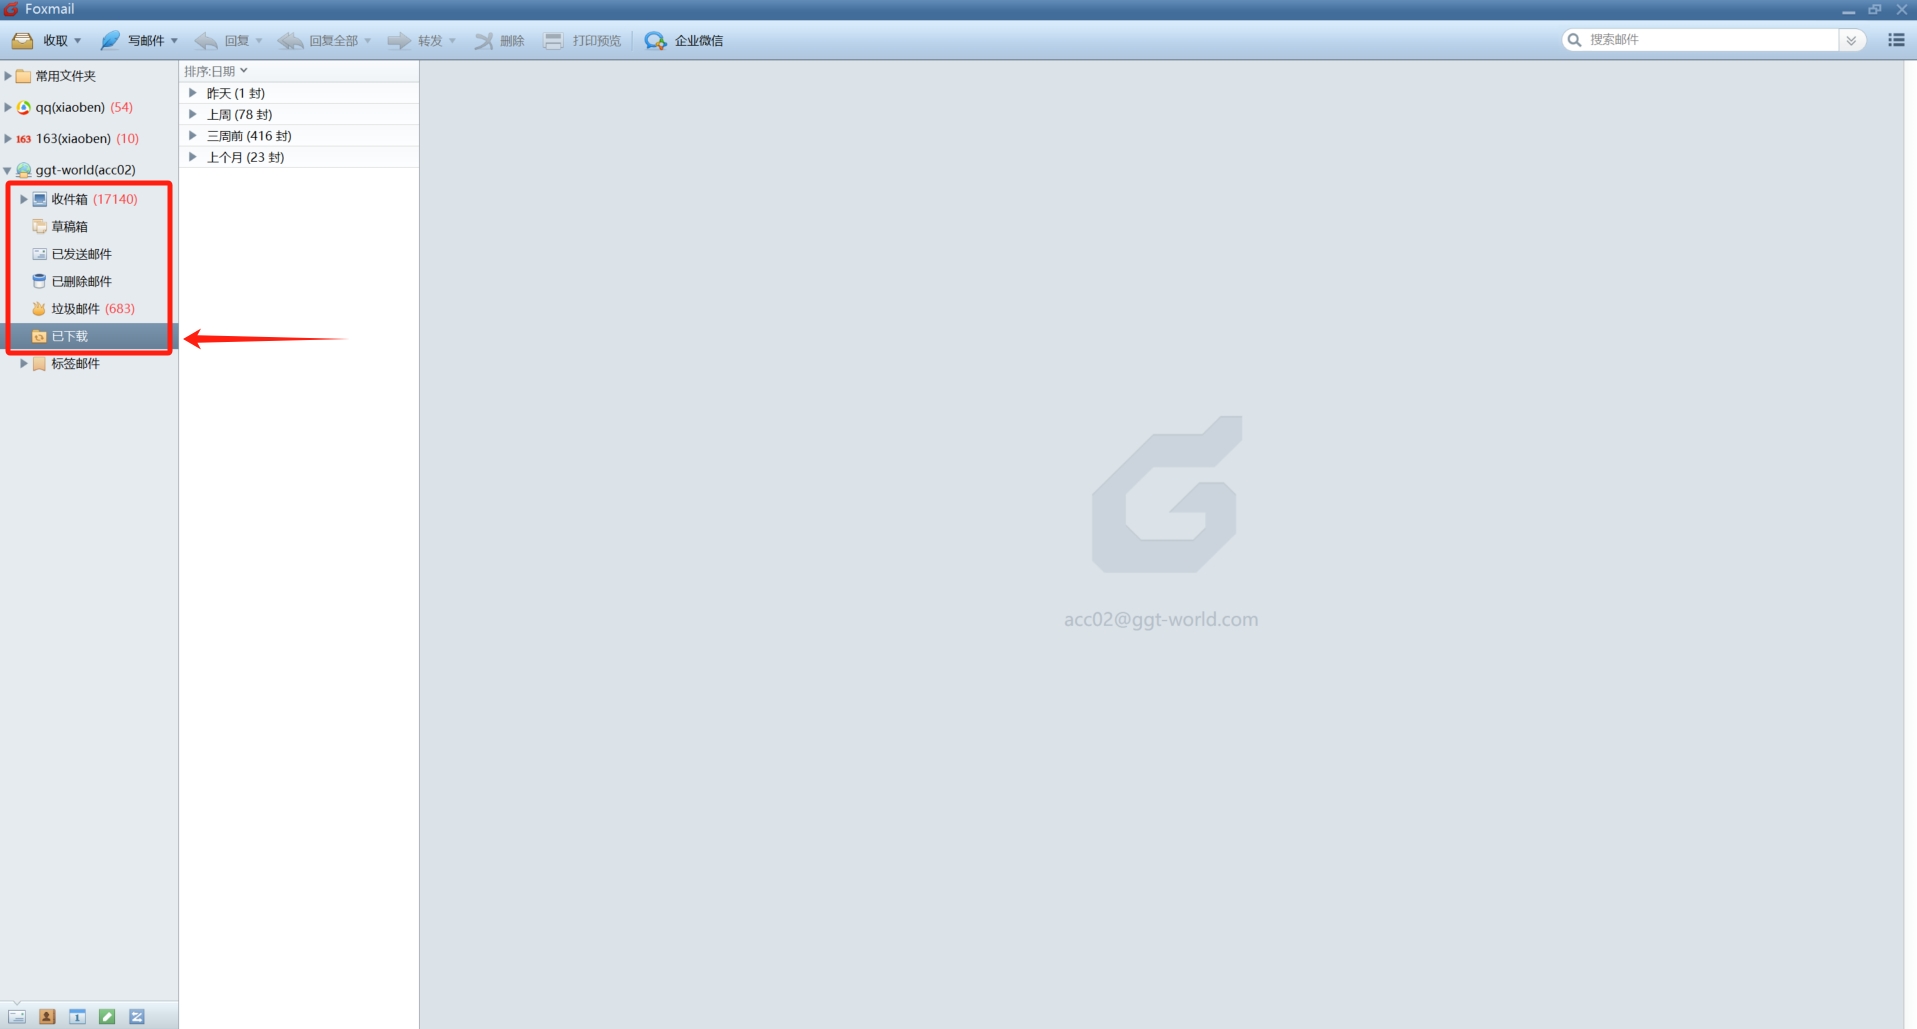 Foxmail
收取 写邮件 回复 回复全部 转发 删除 打印预览 企业微信 搜索邮件
常用文件夹
qq(xiaoben) (54)
163 163(xiaoben) (10)
ggt-world(acc02)
收件箱 (17140)
草稿箱
已发送邮件
已删除邮件
垃圾邮件 (683)
已下载
标签邮件
排序:日期
昨天 (1 封)
上周 (78 封)
三周前 (416 封)
上个月 (23 封)
acc02@ggt-world.com
1